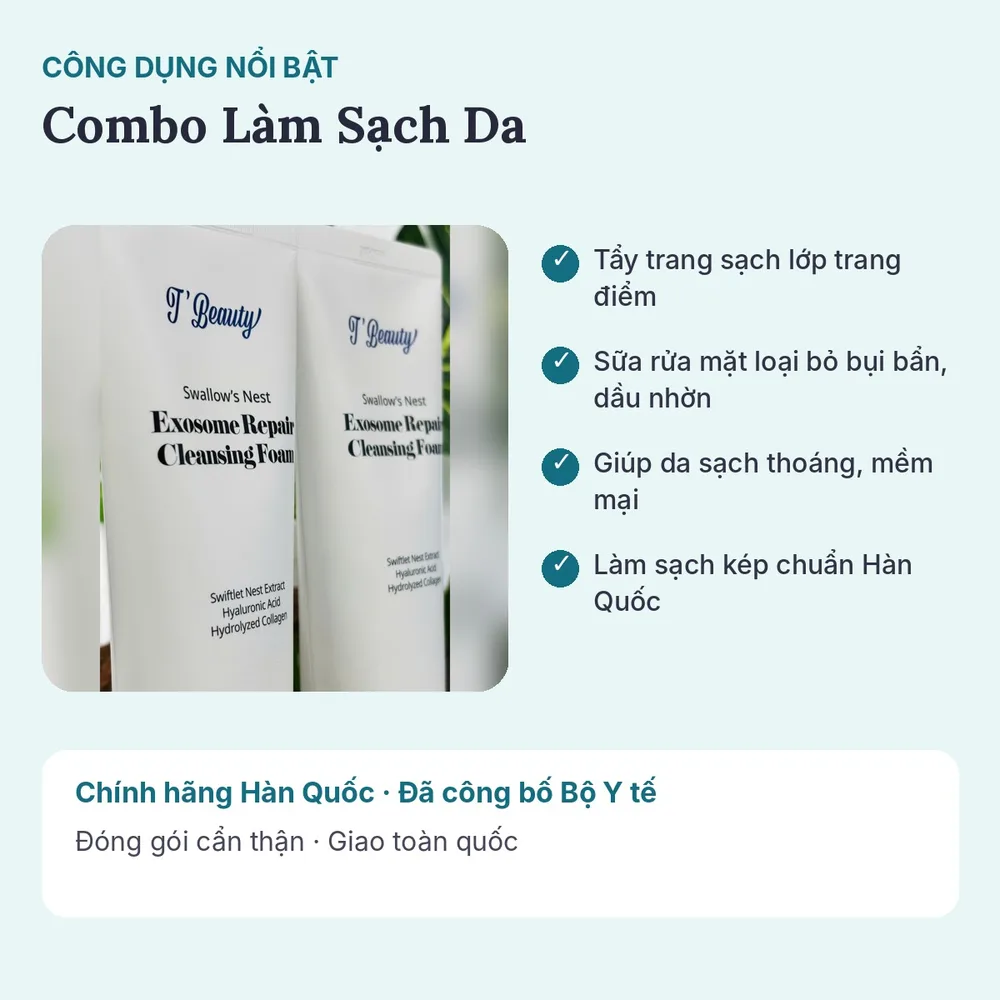 CÔNG DỤNG NỔI BẬT
Combo Làm Sạch Da
T'Beauty
Swallow's Nest
Exosome Repair
Cleansing Foam
Swiftlet Nest Extract
Hyaluronic Acid
Hydrolyzed Collagen
T'Beauty
Swallow's Nest
Exosome Repair
Cleansing Foam
Swiftlet Nest Extract
Hyaluronic Acid
Hydrolyzed Collagen
✓ Tẩy trang sạch lớp trang
điểm
✓ Sữa rửa mặt loại bỏ bụi bẩn,
dầu nhờn
✓ Giúp da sạch thoáng, mềm
mại
✓ Làm sạch kép chuẩn Hàn
Quốc
Chính hãng Hàn Quốc · Đã công bố Bộ Y tế
Đóng gói cẩn thận · Giao toàn quốc